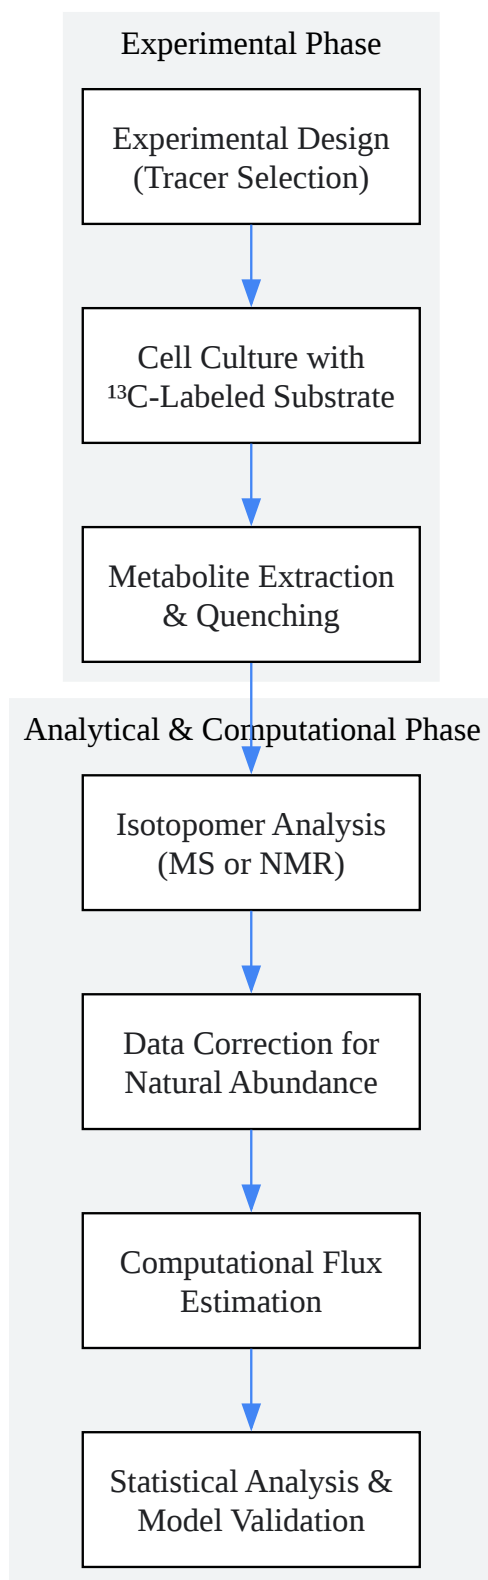 Experimental Phase
Experimental Design
(Tracer Selection)
Cell Culture with
¹³C-Labeled Substrate
Metabolite Extraction
& Quenching
Analytical & Computational Phase
Isotopomer Analysis
(MS or NMR)
Data Correction for
Natural Abundance
Computational Flux
Estimation
Statistical Analysis &
Model Validation